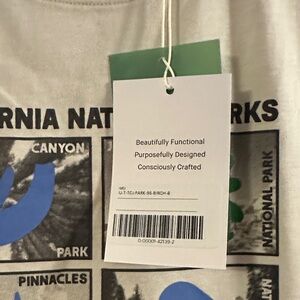 RNIA NAT RKS
Beautifully Functional
Purposefully Designed
Consciously Crafted
CANYON
PARK
NATIONAL PARK
PINNACLES